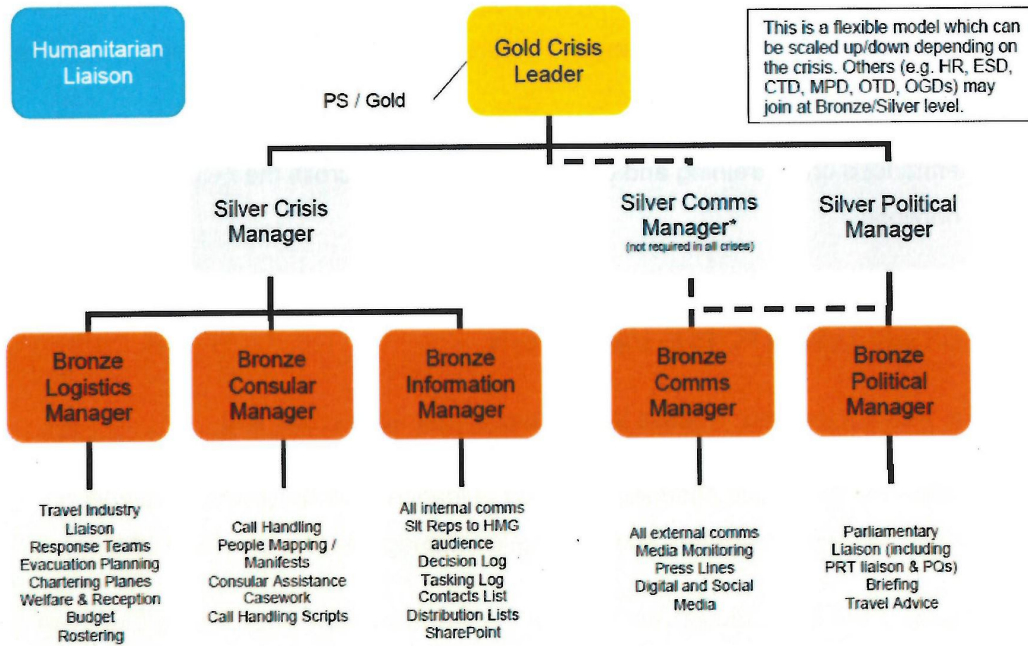 Humanitarian
Liaison
Gold Crisis
Leader
PS / Gold
This is a flexible model which can
be scaled up/down depending on
the crisis. Others (e.g. HR, ESD,
CTD, MPD, OTD, OGDs) may
join at Bronze/Silver level.
Silver Crisis
Manager
Silver Comms
Manager*
(not required in all crises)
Silver Political
Manager
Bronze
Logistics
Manager
Bronze
Consular
Manager
Bronze
Information
Manager
Bronze
Comms
Manager
Bronze
Political
Manager
Travel Industry
Liaison
Response Teams
Evacuation Planning
Chartering Planes
Welfare & Reception
Budget
Rostering
Call Handling
People Mapping /
Manifests
Consular Assistance
Casework
Call Handling Scripts
All internal comms
Sit Reps to HMG
audience
Decision Log
Tasking Log
Contacts List
Distribution Lists
SharePoint
All external comms
Media Monitoring
Press Lines
Digital and Social
Media
Parliamentary
Liaison (including
PRT liaison & PQs)
Briefing
Travel Advice